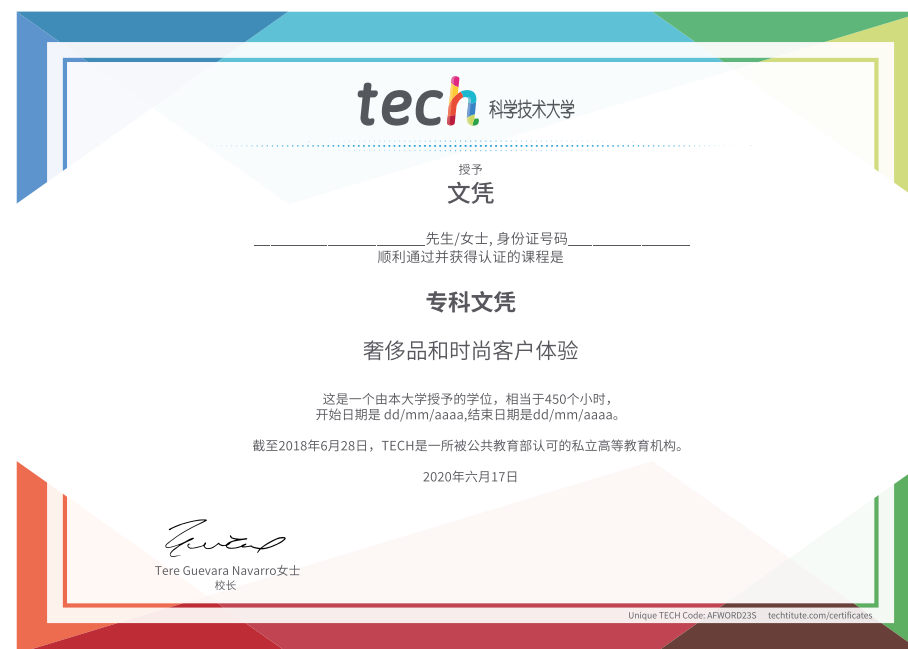 tech 科学技术大学
授予
文凭
______________________先生/女士, 身份证号码________________
顺利通过并获得认证的课程是
专科文凭
奢侈品和时尚客户体验
这是一个由本大学授予的学位，相当于450个小时，
开始日期是 dd/mm/aaaa,结束日期是dd/mm/aaaa。
截至2018年6月28日，TECH是一所被公共教育部认可的私立高等教育机构。
2020年六月17日
Tere Guevara Navarro女士
校长
Unique TECH Code: AFWORD23S techtitute.com/certificates